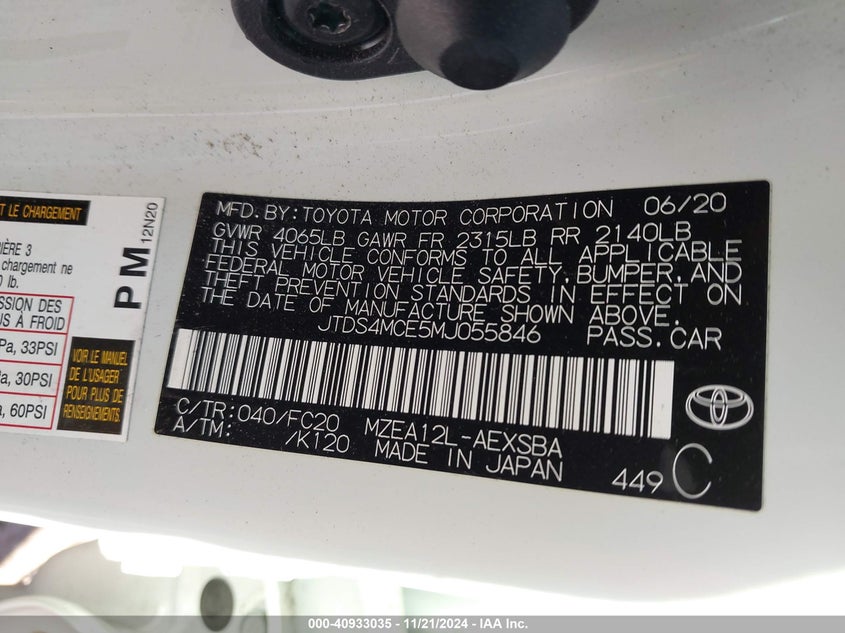 T LE CHARGEMENT
IÈRE 3
chargement ne
0 lb.
SSION DES
US À FROID
Pa, 33PSI
a, 30PSI
a, 60PSI
VOIR LE MANUEL
DE L'USAGER
POUR PLUS DE
RENSEIGNEMENTS.
PM 12N20
MFD. BY: TOYOTA MOTOR CORPORATION 06/20
GVWR 4065LB GAWR FR 2315LB RR 2140LB
THIS VEHICLE CONFORMS TO ALL APPLICABLE
FEDERAL MOTOR VEHICLE SAFETY, BUMPER, AND
THEFT PREVENTION STANDARDS IN EFFECT ON
THE DATE OF MANUFACTURE SHOWN ABOVE.
JTDS4MCE5MJ055846 PASS. CAR
C/TR: 040/FC20 MZEA12L-AEXSBA
A/TM: /K120 MADE IN JAPAN
449 C
000-40933035 - 11/21/2024 - IAA Inc.